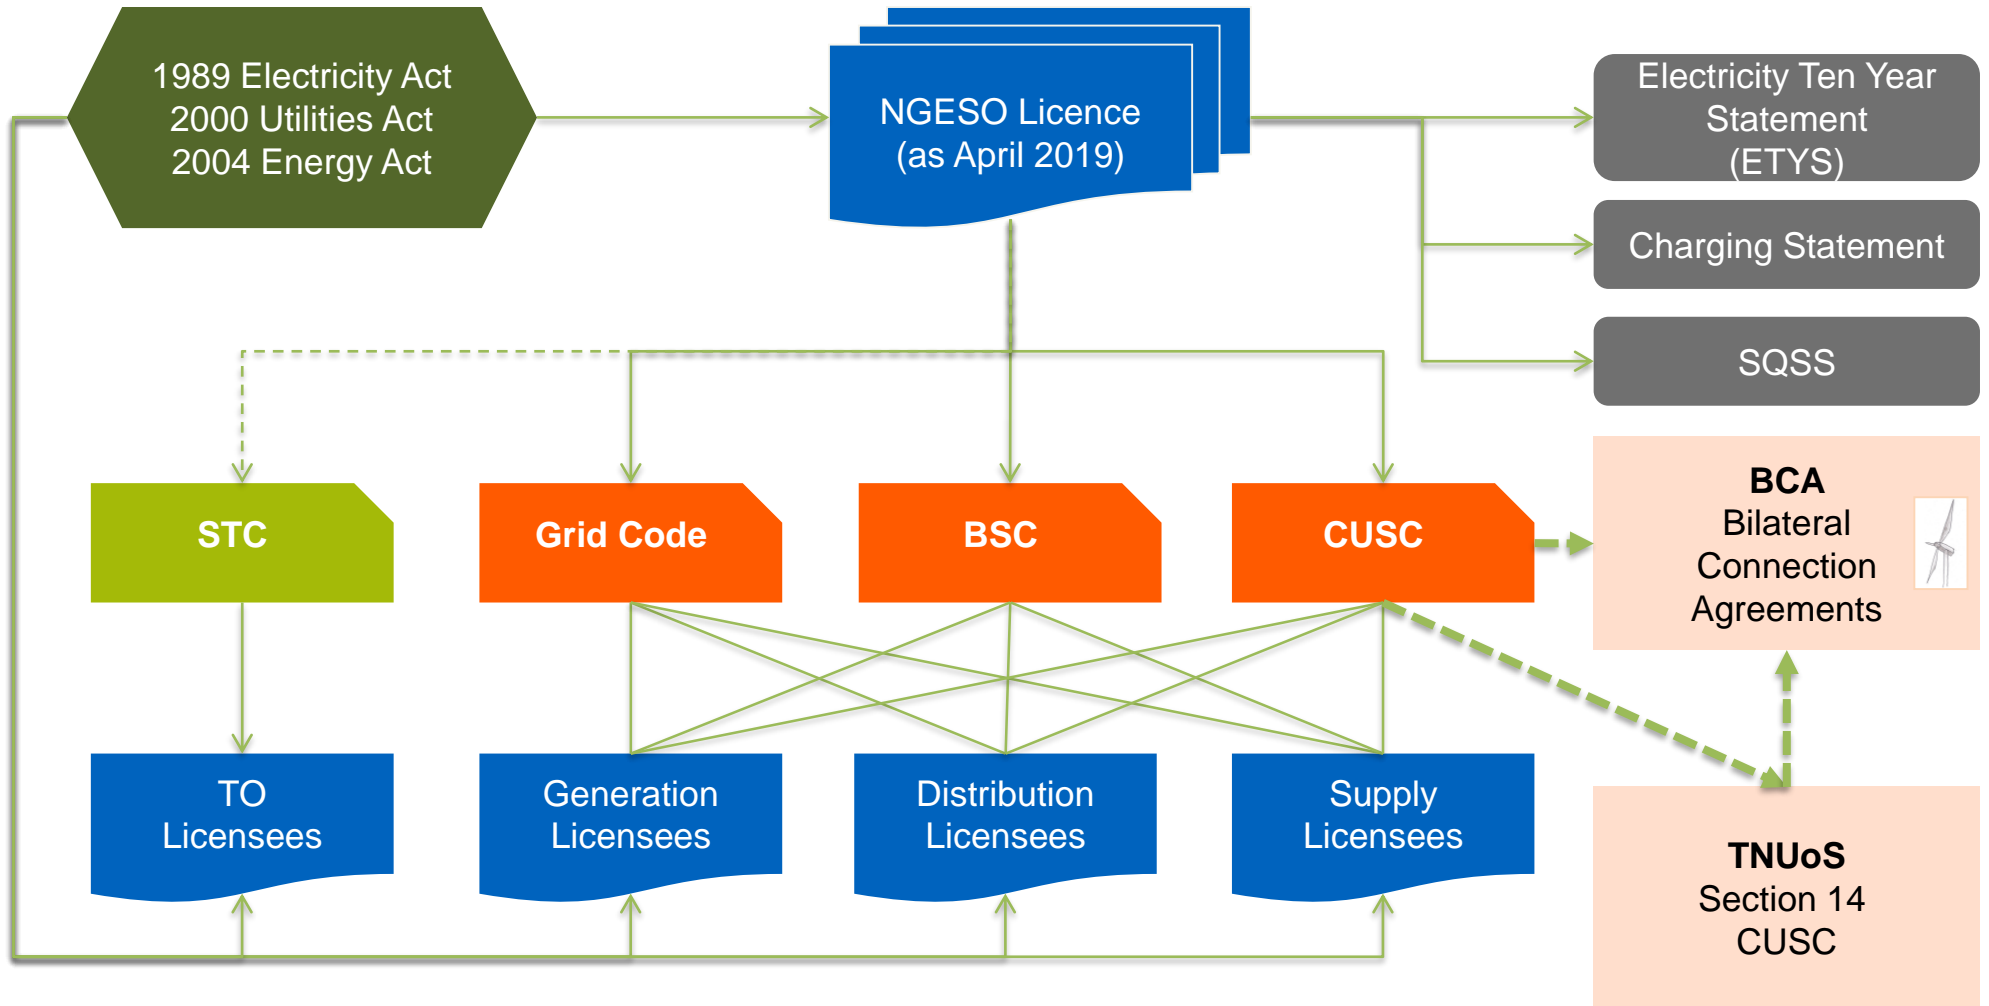 1989 Electricity Act
2000 Utilities Act
2004 Energy Act
NGESO Licence
(as April 2019)
Electricity Ten Year
Statement
(ETYS)
Charging Statement
SQSS
STC
Grid Code
BSC
CUSC
BCA
Bilateral
Connection
Agreements
TO
Licensees
Generation
Licensees
Distribution
Licensees
Supply
Licensees
TNUoS
Section 14
CUSC